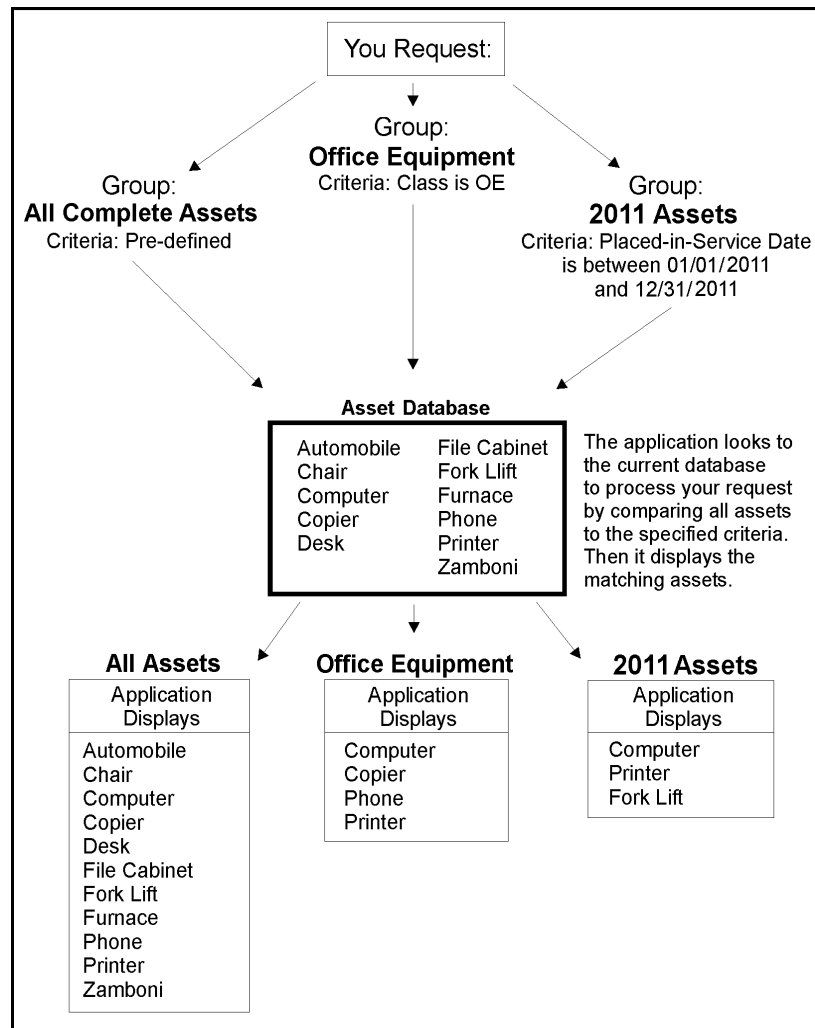 You Request:
Group:
All Complete Assets
Criteria: Pre-defined
Group:
Office Equipment
Criteria: Class is OE
Group:
2011 Assets
Criteria: Placed-in-Service Date
is between 01/01/2011
and 12/31/2011
Asset Database
Automobile
Chair
Computer
Copier
Desk
File Cabinet
Fork Llift
Furnace
Phone
Printer
Zamboni
The application looks to
the current database
to process your request
by comparing all assets
to the specified criteria.
Then it displays the
matching assets.
All Assets
Application
Displays
Automobile
Chair
Computer
Copier
Desk
File Cabinet
Fork Lift
Furnace
Phone
Printer
Zamboni
Office Equipment
Application
Displays
Computer
Copier
Phone
Printer
2011 Assets
Application
Displays
Computer
Printer
Fork Lift